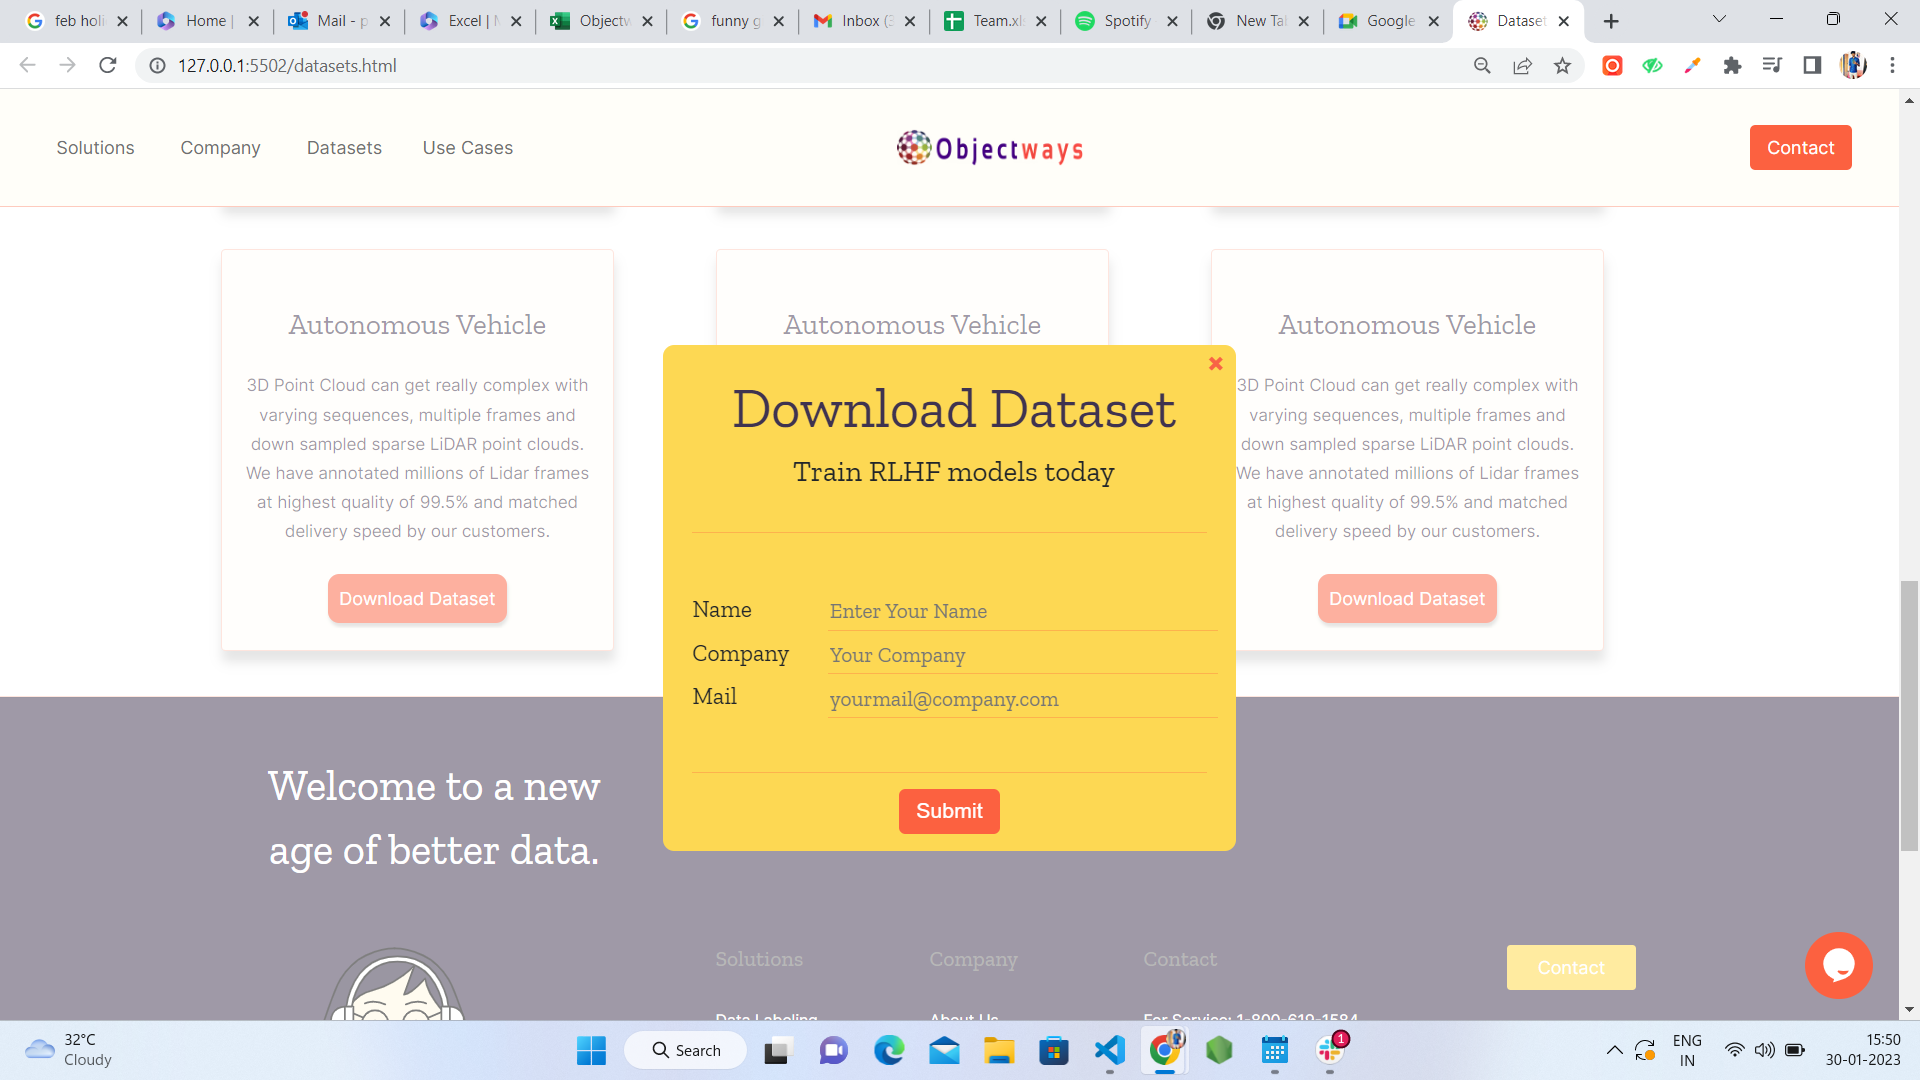 feb holi
Home |
Mail - p
Excel | M
Objectw
funny g
Inbox (3
Team.xls
Spotify
New Tab
Google
Dataset
127.0.0.1:5502/datasets.html
Solutions
Company
Datasets
Use Cases
Objectways
Contact
Autonomous Vehicle
3D Point Cloud can get really complex with
varying sequences, multiple frames and
down sampled sparse LiDAR point clouds.
We have annotated millions of Lidar frames
at highest quality of 99.5% and matched
delivery speed by our customers.
Download Dataset
Autonomous Vehicle
Autonomous Vehicle
3D Point Cloud can get really complex with
varying sequences, multiple frames and
down sampled sparse LiDAR point clouds.
We have annotated millions of Lidar frames
at highest quality of 99.5% and matched
delivery speed by our customers.
Download Dataset
Download Dataset
Train RLHF models today
Name
Enter Your Name
Company
Your Company
Mail
yourmail@company.com
Submit
Welcome to a new
age of better data.
Solutions
Company
Contact
Contact
Data Labeling
About Us
For Service: 1-800-619-1584
32°C
Cloudy
Search
1
ENG
IN
15:50
30-01-2023